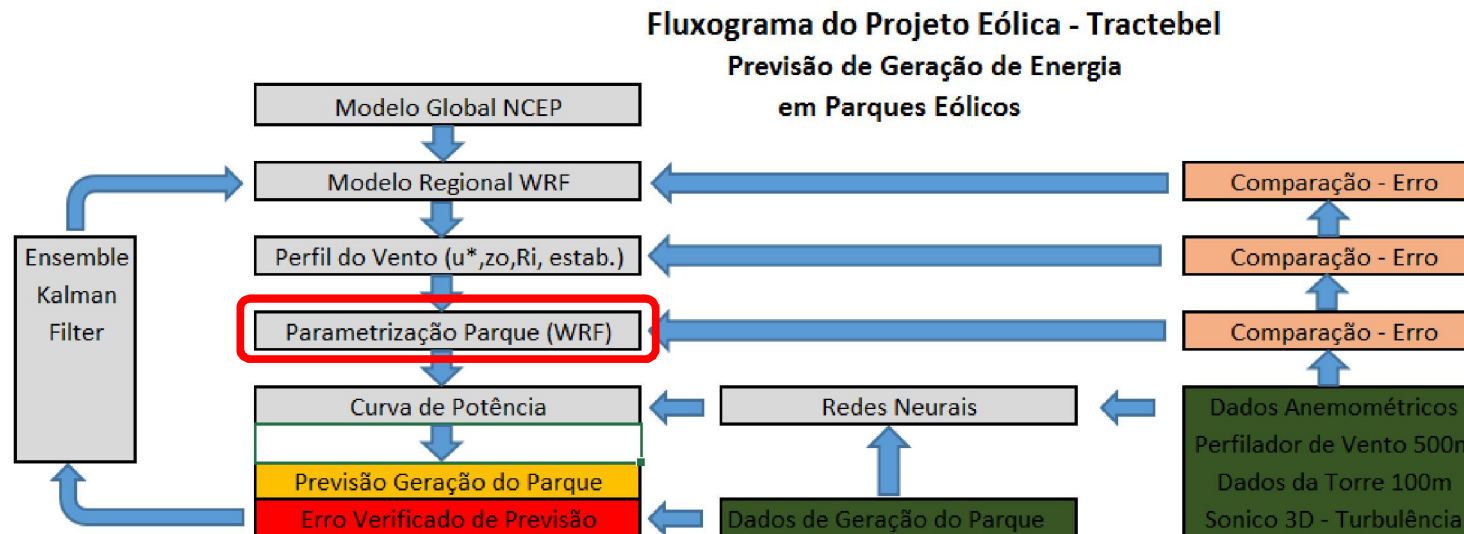 Fluxograma do Projeto Eólica - Tractebel
Previsão de Geração de Energia
em Parques Eólicos
Modelo Global NCEP
Modelo Regional WRF
Comparação - Erro
Ensemble
Kalman
Filter
Perfil do Vento (u*,zo,Ri, estab.)
Comparação - Erro
Parametrização Parque (WRF)
Comparação - Erro
Curva de Potência
Redes Neurais
Dados Anemométricos
Perfilador de Vento 500m
Dados da Torre 100m
Sonico 3D - Turbulência
Previsão Geração do Parque
Erro Verificado de Previsão
Dados de Geração do Parque